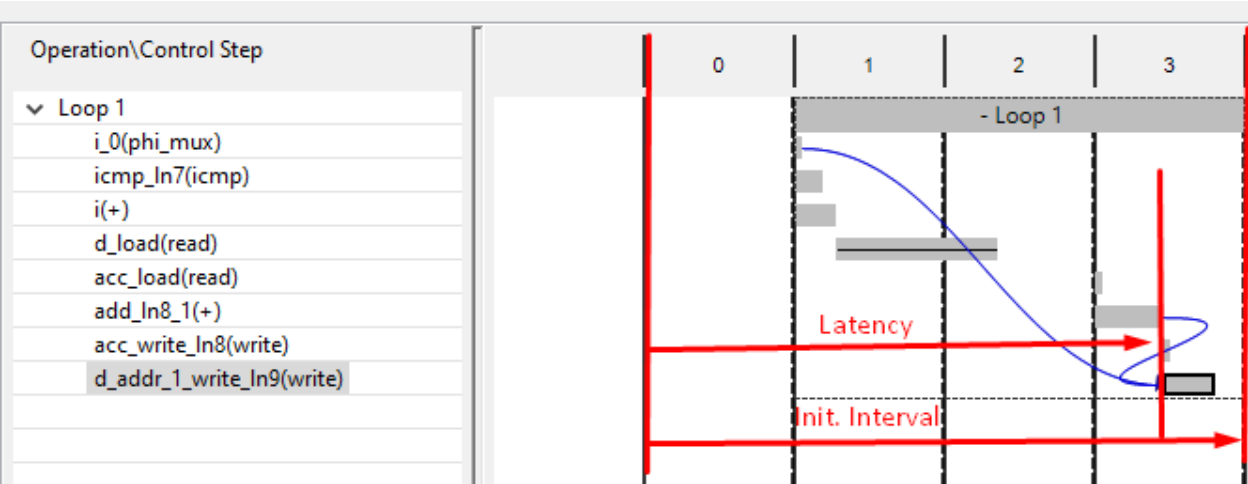 Operation\Control Step
0 1 2 3
Loop 1
- Loop 1
i_0(phi_mux)
icmp_ln7(icmp)
i(+)
d_load(read)
acc_load(read)
add_ln8_1(+)
Latency
acc_write_ln8(write)
d_addr_1_write_ln9(write)
Init. Interval